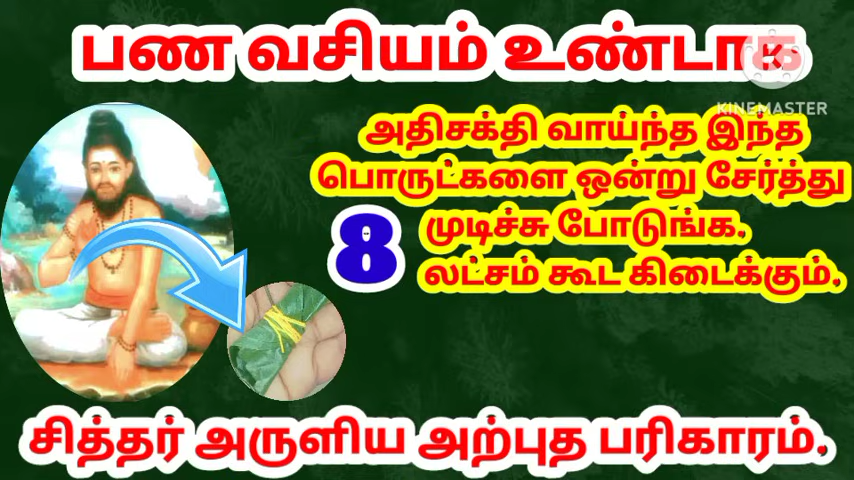 பண வசியம் உண்டாக
KINEMASTER
அதிசக்தி வாய்ந்த இந்த
பொருட்களை ஒன்று சேர்த்து
முடிச்சு போடுங்க.
8 லட்சம் கூட கிடைக்கும்.
சித்தர் அருளிய அற்புத பரிகாரம்.